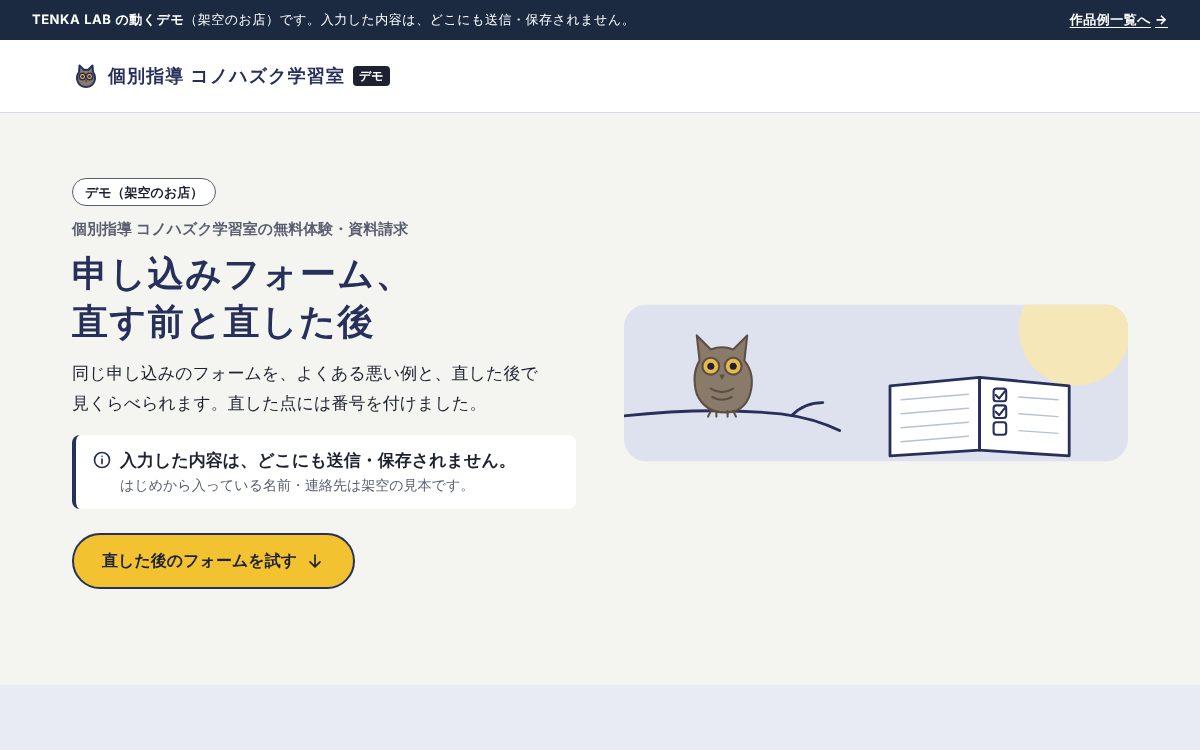 TENKA LAB の動くデモ（架空のお店）です。入力した内容は、どこにも送信・保存されません。
作品例一覧へ →
個別指導 コノハズク学習室 デモ
デモ（架空のお店）
個別指導 コノハズク学習室の無料体験・資料請求
申し込みフォーム、
直す前と直した後
同じ申し込みのフォームを、よくある悪い例と、直した後で
見くらべられます。直した点には番号を付けました。
入力した内容は、どこにも送信・保存されません。
はじめから入っている名前・連絡先は架空の見本です。
直した後のフォームを試す ↓